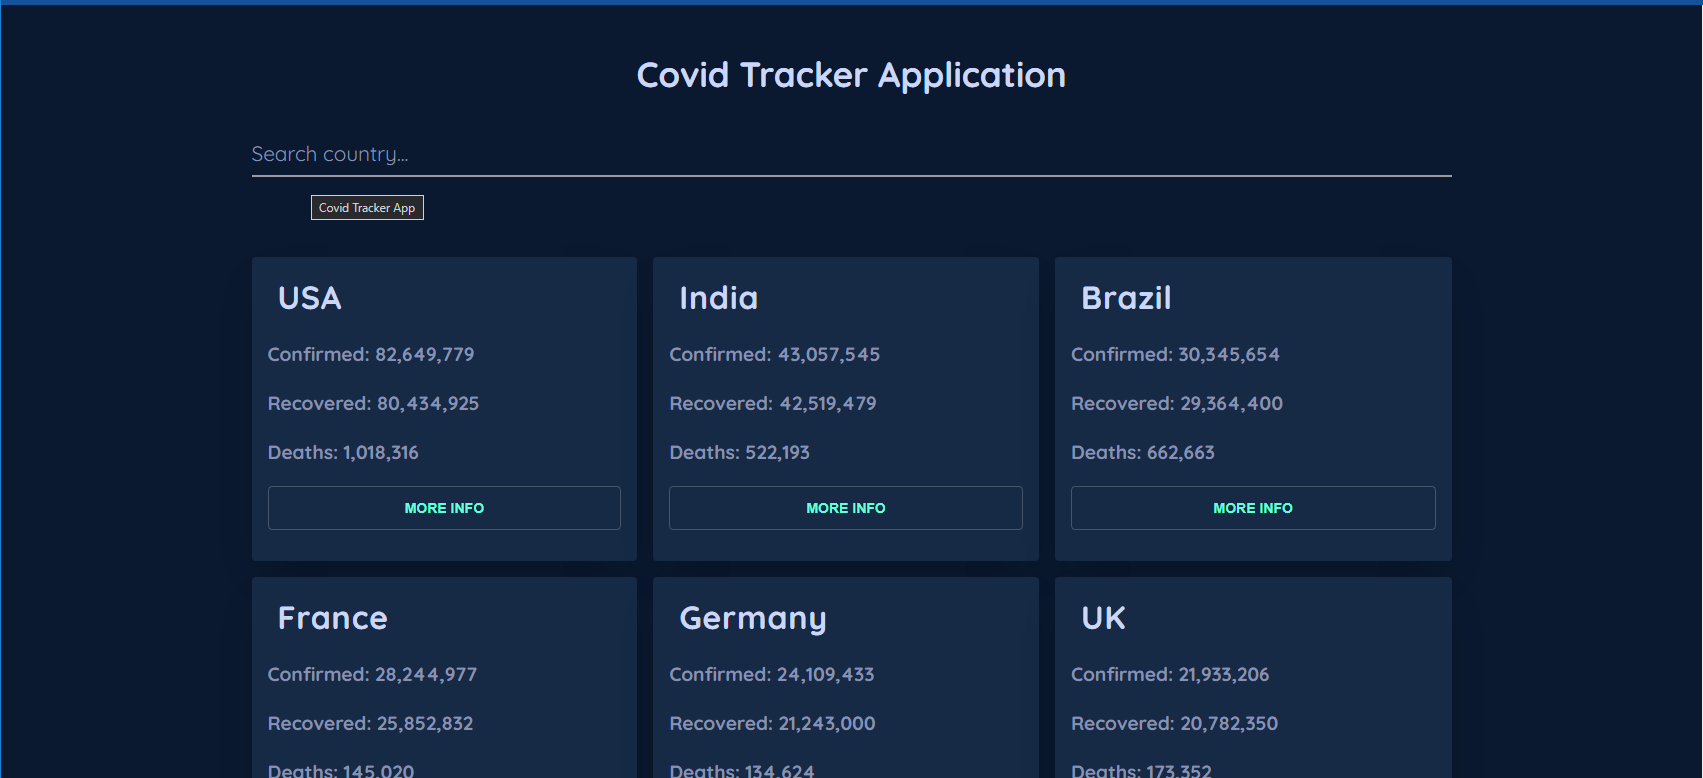 Covid Tracker Application
Search country...
Covid Tracker App
USA
Confirmed: 82,649,779
Recovered: 80,434,925
Deaths: 1,018,316
MORE INFO
India
Confirmed: 43,057,545
Recovered: 42,519,479
Deaths: 522,193
MORE INFO
Brazil
Confirmed: 30,345,654
Recovered: 29,364,400
Deaths: 662,663
MORE INFO
France
Confirmed: 28,244,977
Recovered: 25,852,832
Deaths: 145,020
Germany
Confirmed: 24,109,433
Recovered: 21,243,000
Deaths: 134,624
UK
Confirmed: 21,933,206
Recovered: 20,782,350
Deaths: 173,352